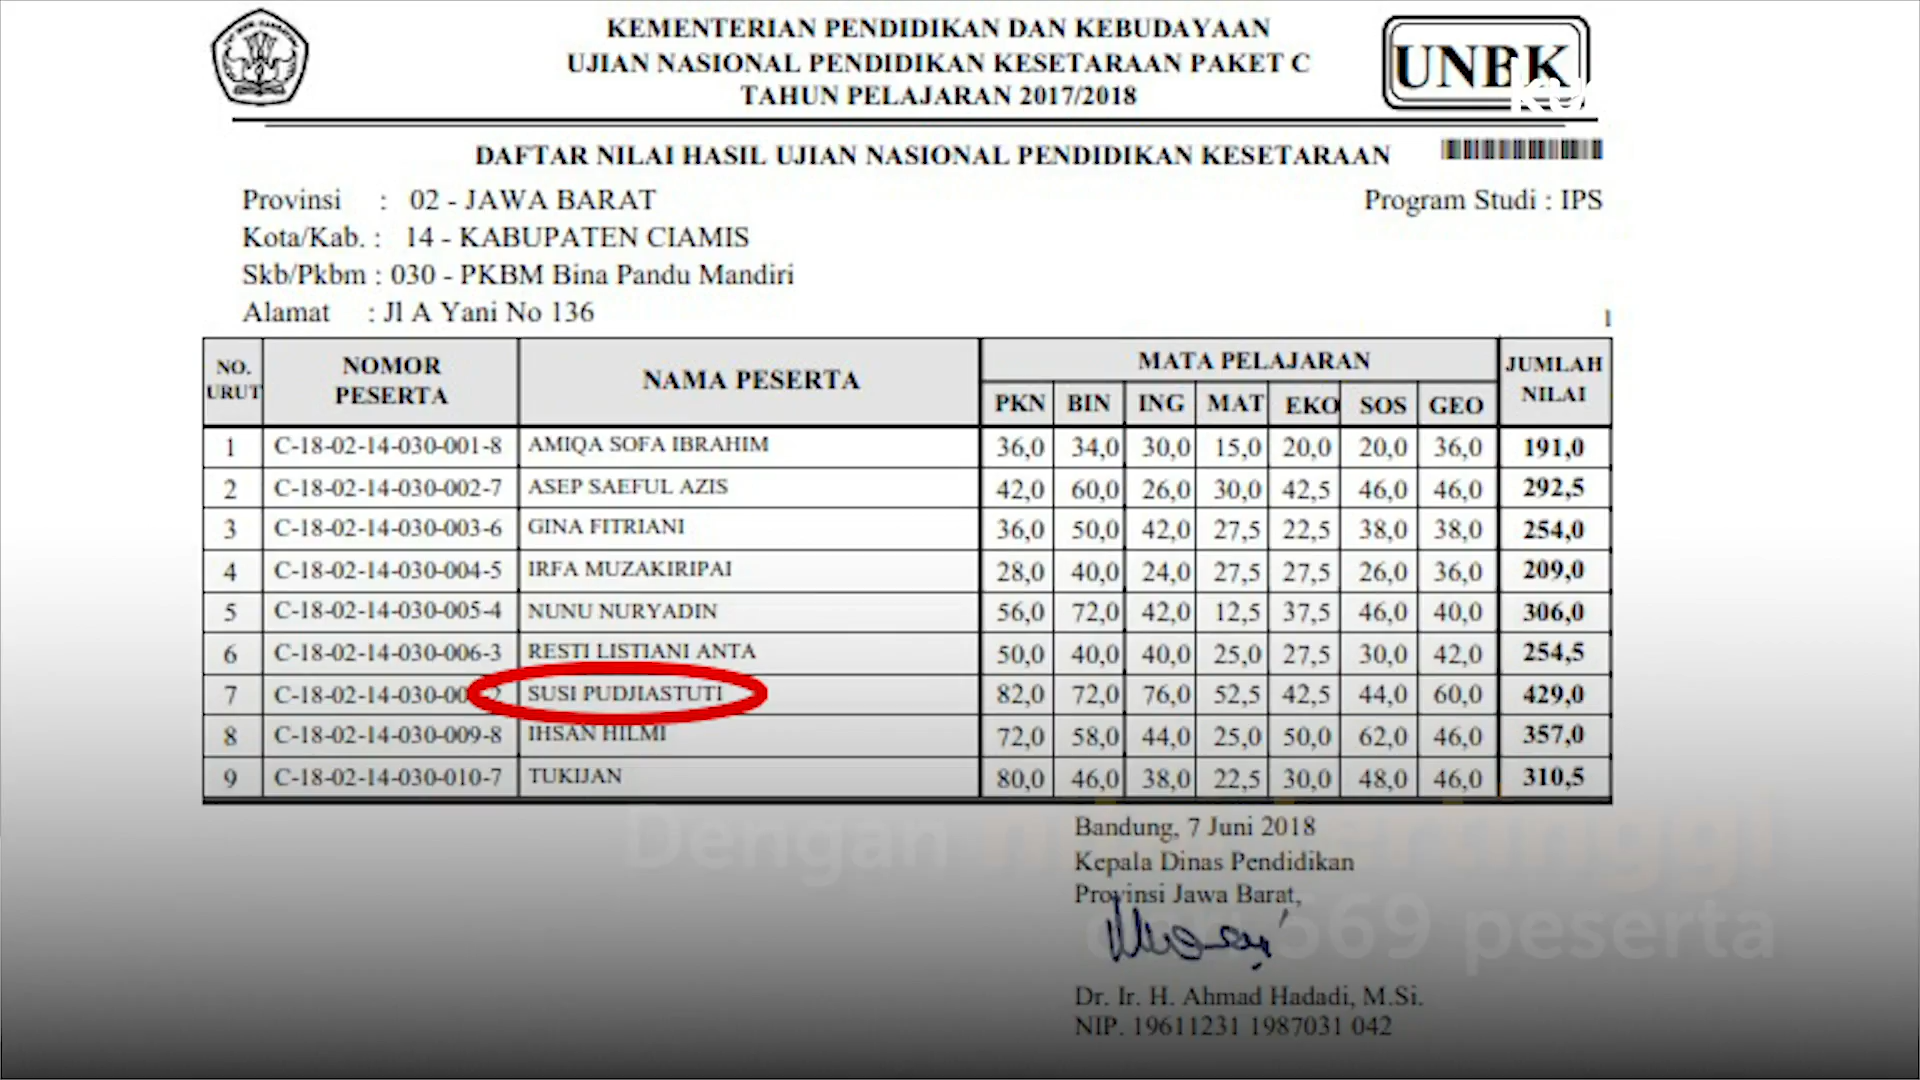 KEMENTERIAN PENDIDIKAN DAN KEBUDAYAAN
UJIAN NASIONAL PENDIDIKAN KESETARAAN PAKET C
TAHUN PELAJARAN 2017/2018
UNBK
DAFTAR NILAI HASIL UJIAN NASIONAL PENDIDIKAN KESETARAAN
Provinsi : 02 - JAWA BARAT
Program Studi : IPS
Kota/Kab. : 14 - KABUPATEN CIAMIS
Skb/Pkbm : 030 - PKBM Bina Pandu Mandiri
Alamat : Jl A Yani No 136
1
NO. URUT NOMOR PESERTA NAMA PESERTA MATA PELAJARAN JUMLAH NILAI
PKN BIN ING MAT EKO SOS GEO
1 C-18-02-14-030-001-8 AMIQA SOFA IBRAHIM 36,0 34,0 30,0 15,0 20,0 20,0 36,0 191,0
2 C-18-02-14-030-002-7 ASEP SAEFUL AZIS 42,0 60,0 26,0 30,0 42,5 46,0 46,0 292,5
3 C-18-02-14-030-003-6 GINA FITRIANI 36,0 50,0 42,0 27,5 22,5 38,0 38,0 254,0
4 C-18-02-14-030-004-5 IRFA MUZAKIRIPAI 28,0 40,0 24,0 27,5 27,5 26,0 36,0 209,0
5 C-18-02-14-030-005-4 NUNU NURYADIN 56,0 72,0 42,0 12,5 37,5 46,0 40,0 306,0
6 C-18-02-14-030-006-3 RESTI LISTIANI ANTA 50,0 40,0 40,0 25,0 27,5 30,0 42,0 254,5
7 SUSI PUDJIASTUTI 82,0 72,0 76,0 52,5 42,5 44,0 60,0 429,0
8 C-18-02-14-030-009-8 IHSAN HILMI 72,0 58,0 44,0 25,0 50,0 62,0 46,0 357,0
9 C-18-02-14-030-010-7 TUKIJAN 80,0 46,0 38,0 22,5 30,0 48,0 46,0 310,5
Bandung, 7 Juni 2018
Kepala Dinas Pendidikan
Provinsi Jawa Barat,
Dr. Ir. H. Ahmad Hadadi, M.Si.
NIP. 19611231 1987031 042
Dengan
569 peserta